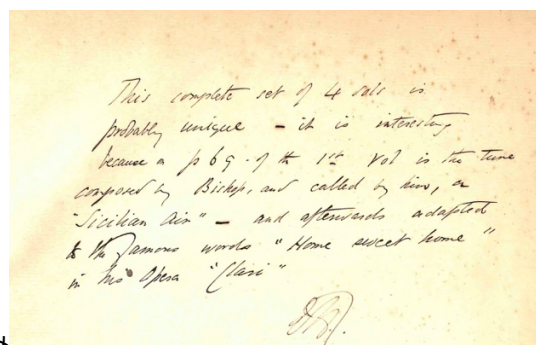 This complete set of 4 vols is
probably unique - it is interesting
because on p 69 of the 1st Vol is the tune
composed by Bishop, and called by him, a
"Sicilian Air" - and afterwards adapted
to the famous words "Home sweet home"
in his Opera "Clari"